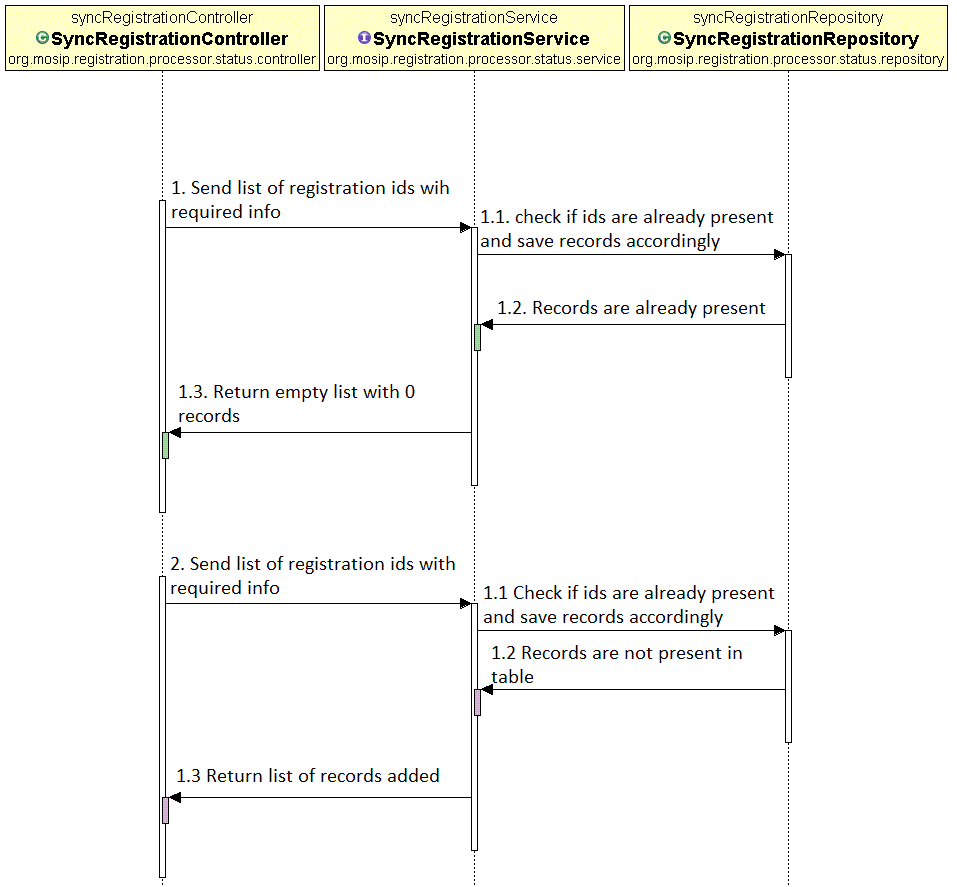 syncRegistrationController
C SyncRegistrationController
org.mosip.registration.processor.status.controller
syncRegistrationService
I SyncRegistrationService
org.mosip.registration.processor.status.service
syncRegistrationRepository
C SyncRegistrationRepository
org.mosip.registration.processor.status.repository
1. Send list of registration ids wih
required info
1.1. check if ids are already present
and save records accordingly
1.2. Records are already present
1.3. Return empty list with 0
records
2. Send list of registration ids with
required info
1.1 Check if ids are already present
and save records accordingly
1.2 Records are not present in
table
1.3 Return list of records added